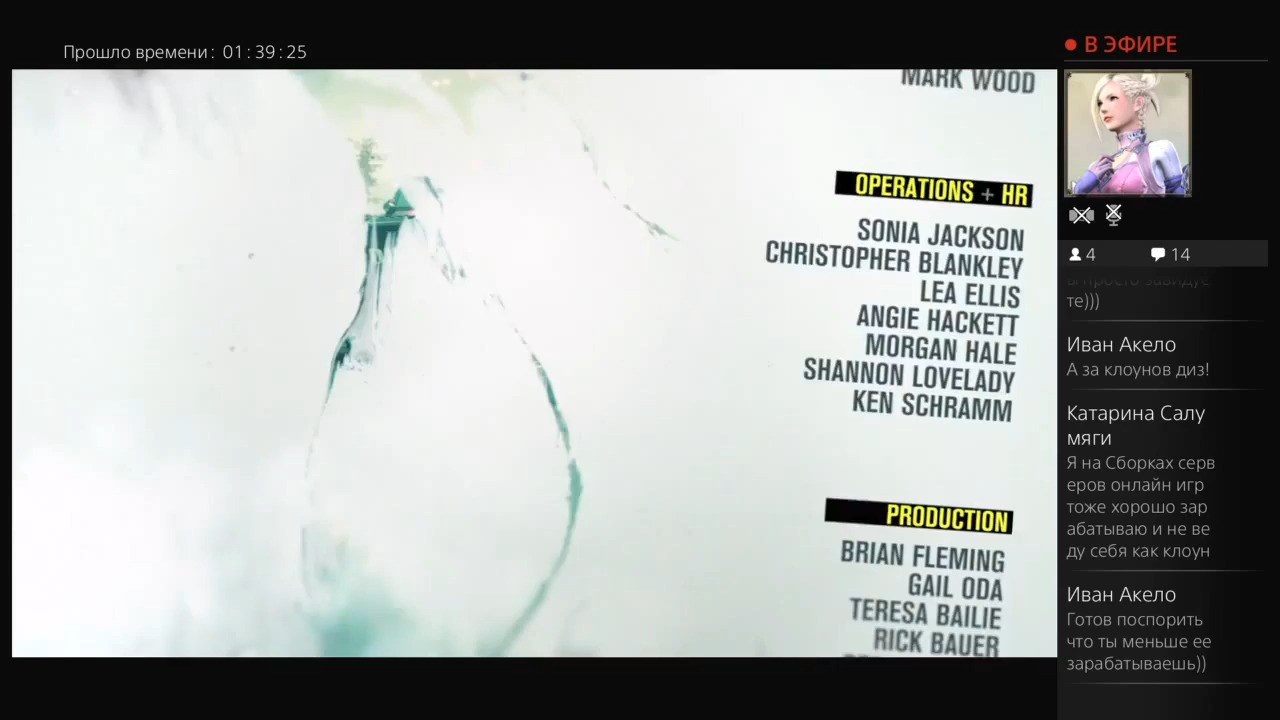 Прошло времени: 01:39:25
MARK WOOD
OPERATIONS + HR
SONIA JACKSON
CHRISTOPHER BLANKLEY
LEA ELLIS
ANGIE HACKETT
MORGAN HALE
SHANNON LOVELADY
KEN SCHRAMM
PRODUCTION
BRIAN FLEMING
GAIL ODA
TERESA BAILIE
RICK BAUER
В ЭФИРЕ
4
14
те)))
Иван Акело
А за клоунов диз!
Катарина Салу
мяги
Я на Сборках серв
еров онлайн игр
тоже хорошо зар
абатываю и не ве
ду себя как клоун
Иван Акело
Готов поспорить
что ты меньше ее
зарабатываешь))